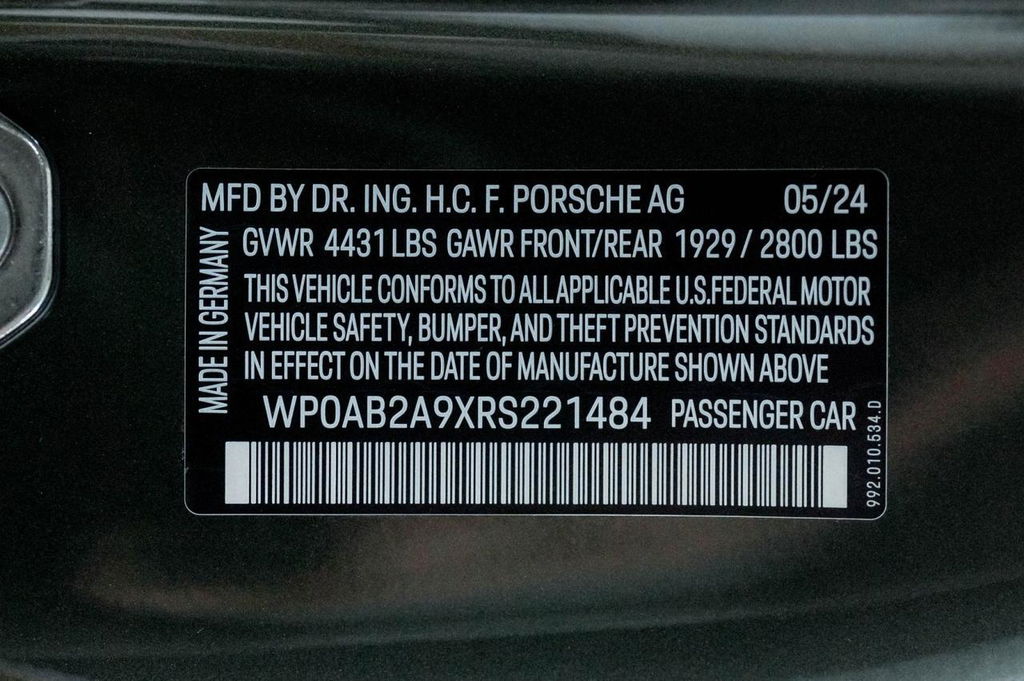 MFD BY DR. ING. H.C. F. PORSCHE AG 05/24
GVWR 4431 LBS GAWR FRONT/REAR 1929 / 2800 LBS
THIS VEHICLE CONFORMS TO ALL APPLICABLE U.S.FEDERAL MOTOR
VEHICLE SAFETY, BUMPER, AND THEFT PREVENTION STANDARDS
IN EFFECT ON THE DATE OF MANUFACTURE SHOWN ABOVE
WP0AB2A9XRS221484 PASSENGER CAR
MADE IN GERMANY
992.010.534.D